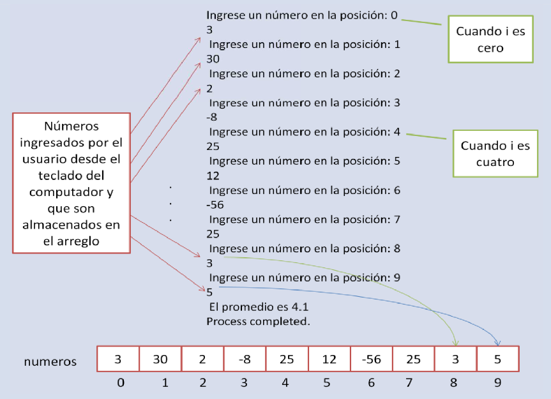 Ingrese un número en la posición: 0
3
Ingrese un número en la posición: 1
30
Ingrese un número en la posición: 2
2
Ingrese un número en la posición: 3
-8
Ingrese un número en la posición: 4
25
Ingrese un número en la posición: 5
12
Ingrese un número en la posición: 6
-56
Ingrese un número en la posición: 7
25
Ingrese un número en la posición: 8
3
Ingrese un número en la posición: 9
5
El promedio es 4.1
Process completed.
Cuando i es
cero
Cuando i es
cuatro
Números
ingresados por el
usuario desde el
teclado del
computador y
que son
almacenados en
el arreglo
numeros 3 30 2 -8 25 12 -56 25 3 5
0 1 2 3 4 5 6 7 8 9